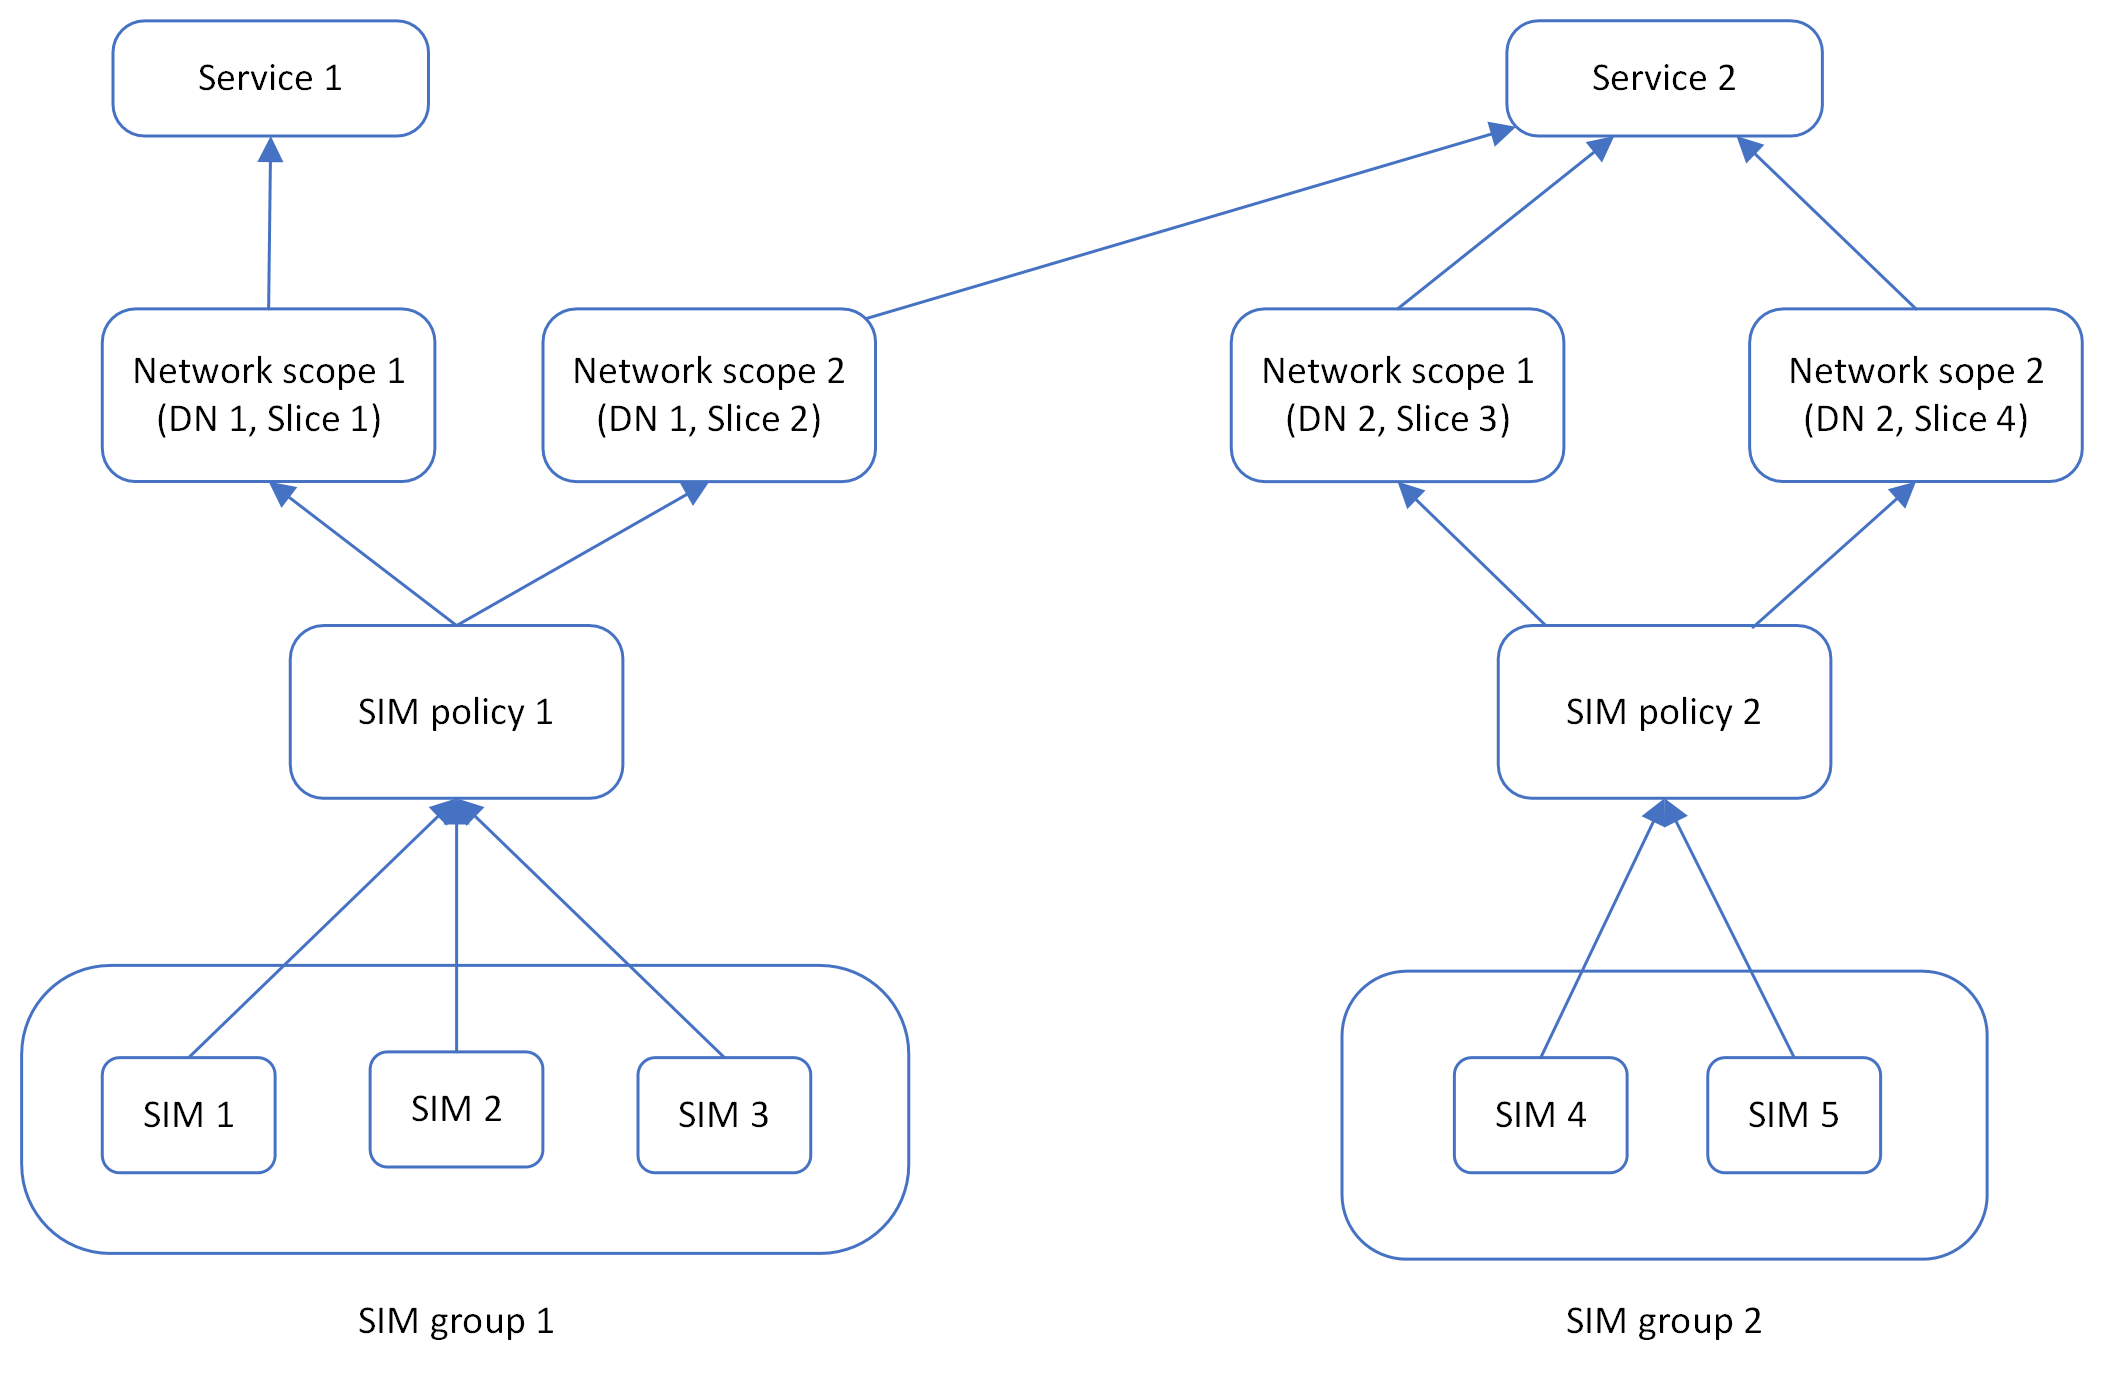 Service 1
Service 2
Network scope 1
(DN 1, Slice 1)
Network scope 2
(DN 1, Slice 2)
Network scope 1
(DN 2, Slice 3)
Network sope 2
(DN 2, Slice 4)
SIM policy 1
SIM policy 2
SIM 1
SIM 2
SIM 3
SIM 4
SIM 5
SIM group 1
SIM group 2